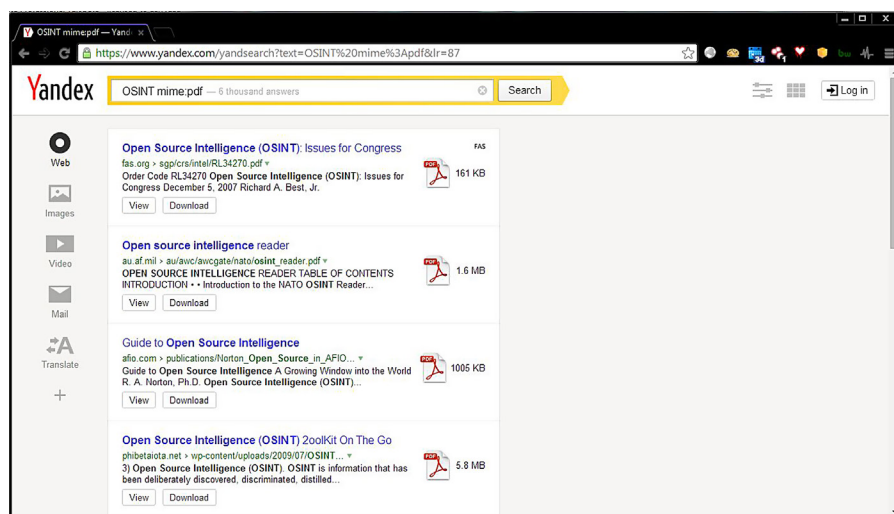 OSINT mime:pdf — Yand
https://www.yandex.com/yandsearch?text=OSINT%20mime%3Apdf&lr=87
3d
bw
Yandex
OSINT mime:pdf — 6 thousand answers
Search
Log in
Web
Images
Video
Mail
Translate
Open Source Intelligence (OSINT): Issues for Congress
FAS
fas.org › sgp/crs/intel/RL34270.pdf
Order Code RL34270 Open Source Intelligence (OSINT): Issues for
Congress December 5, 2007 Richard A. Best, Jr.
PDF
161 KB
View Download
Open source intelligence reader
au.af.mil › au/awc/awcgate/nato/osint_reader.pdf
OPEN SOURCE INTELLIGENCE READER TABLE OF CONTENTS
INTRODUCTION • • Introduction to the NATO OSINT Reader...
PDF
1.6 MB
View Download
Guide to Open Source Intelligence
afio.com › publications/Norton_Open_Source_in_AFIO...
Guide to Open Source Intelligence A Growing Window into the World
R. A. Norton, Ph.D. Open Source Intelligence (OSINT)...
PDF
1005 KB
View Download
Open Source Intelligence (OSINT) 2oolKit On The Go
phibetaiota.net › wp-content/uploads/2009/07/OSINT...
3) Open Source Intelligence (OSINT). OSINT is information that has
been deliberately discovered, discriminated, distilled...
PDF
5.8 MB
View Download